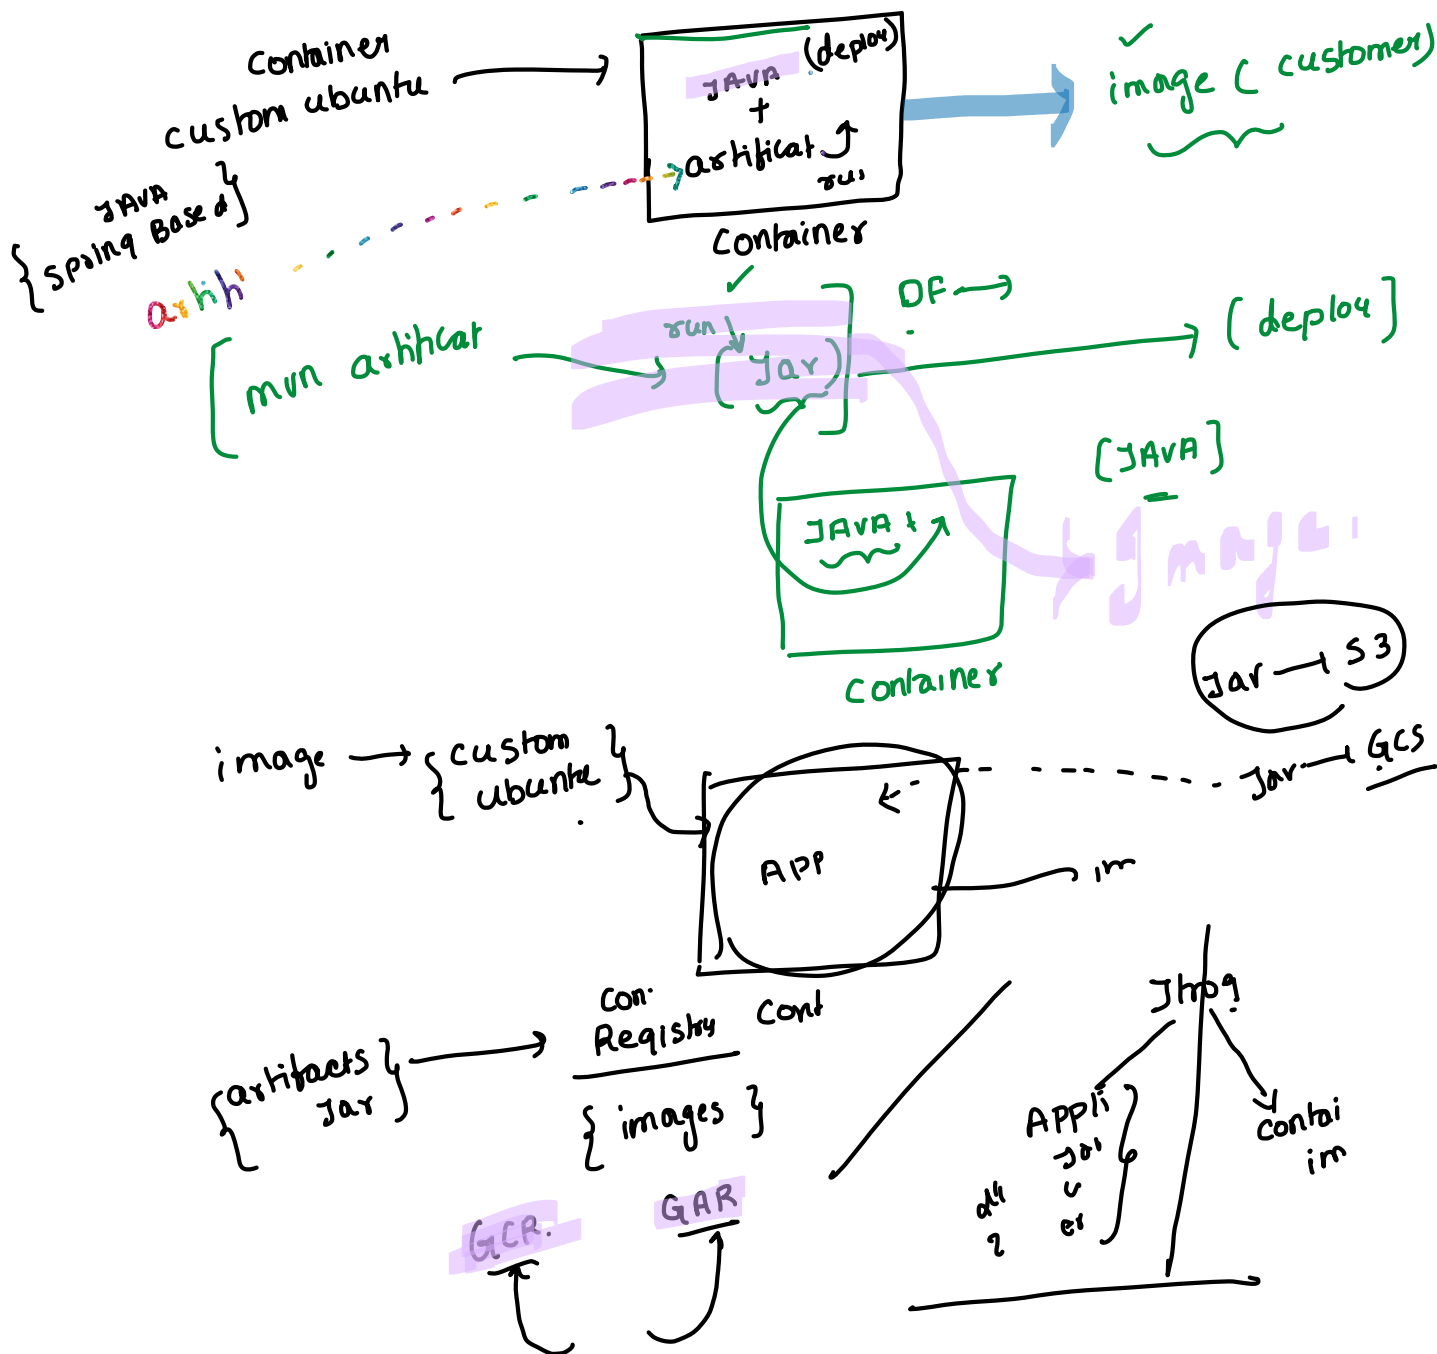 Container
custom ubuntu
JAVA (deploy)
+
artificat
run
Container
image ( customer)
{ JAVA
spring Based }
artifi
[ mvn artificat
run
(Jar) ]
DF
[deploy]
[JAVA]
JAVA +
Container
Image.
Jar S3
Jar GCS
image
{ custom
ubuntu }
APP
im
Cont
{ artifacts
Jar }
Con.
Registry
{ images }
GCR.
GAR
Jfrog
Appli
Jar
er
contai
im